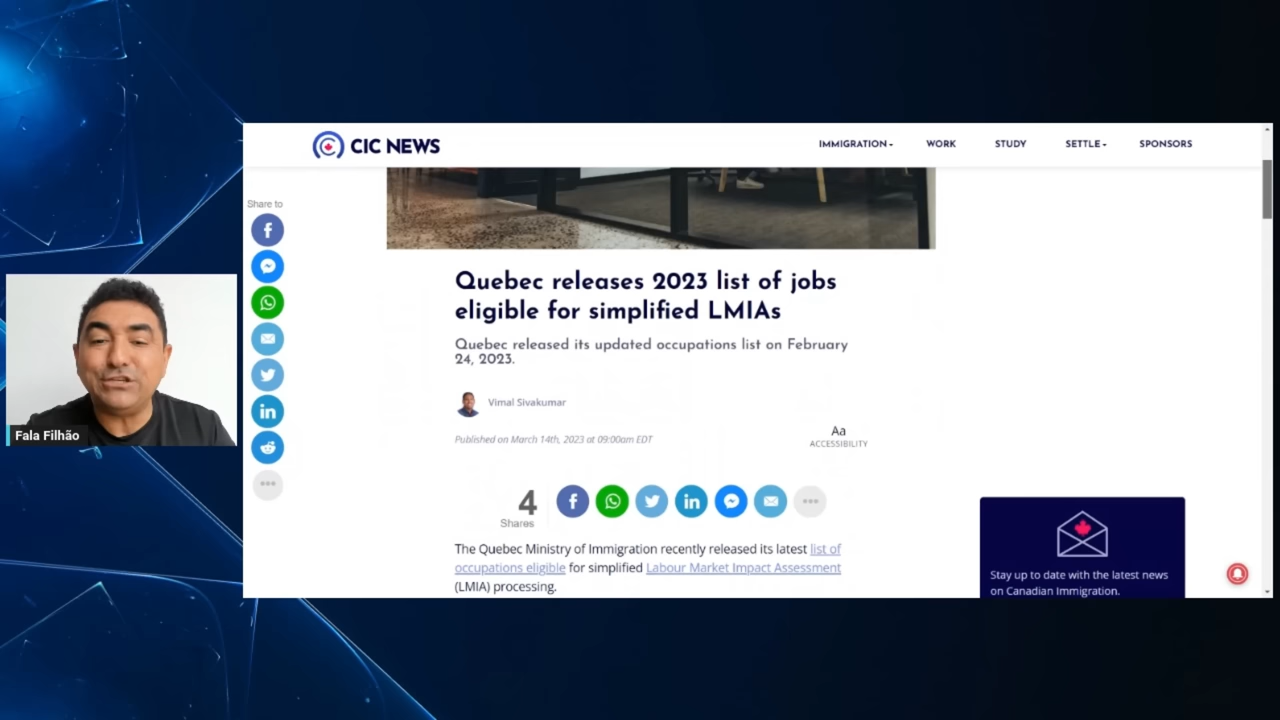 CIC NEWS
IMMIGRATION
WORK
STUDY
SETTLE
SPONSORS
Share to
Quebec releases 2023 list of jobs
eligible for simplified LMIAs
Quebec released its updated occupations list on February
24, 2023.
Vimal Sivakumar
Published on March 14th, 2023 at 09:00am EDT
Aa
ACCESSIBILITY
4
Shares
The Quebec Ministry of Immigration recently released its latest list of
occupations eligible for simplified Labour Market Impact Assessment
(LMIA) processing.
Stay up to date with the latest news
on Canadian Immigration.
Fala Filhão